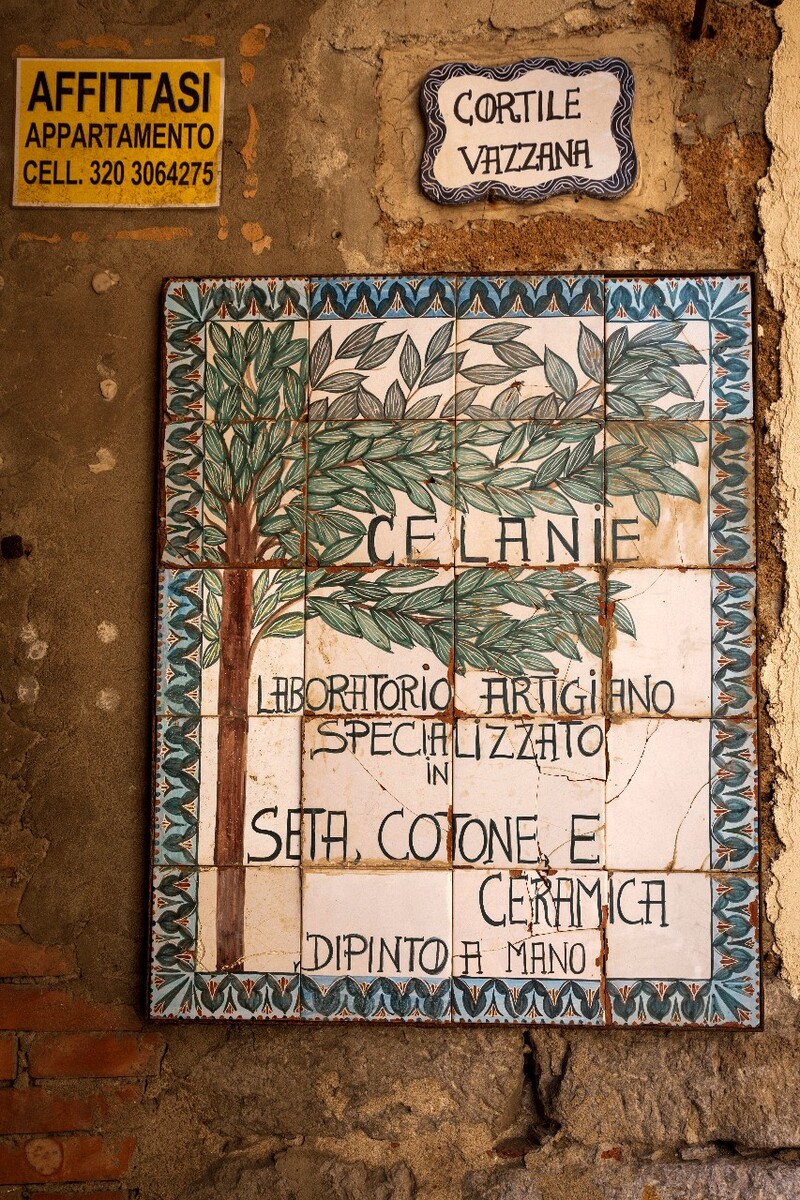 AFFITTASI
APPARTAMENTO
CELL. 320 3064275
CORTILE
VAZZANA
CELANIE
LABORATORIO ARTIGIANO
SPECIALIZZATO
IN
SETA, COTONE E
CERAMICA
DIPINTO A MANO